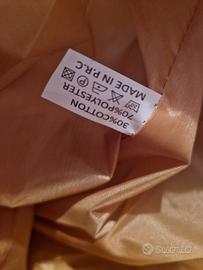 30%COTTON
70%POLYESTER
MADE IN P.R.C
Subito